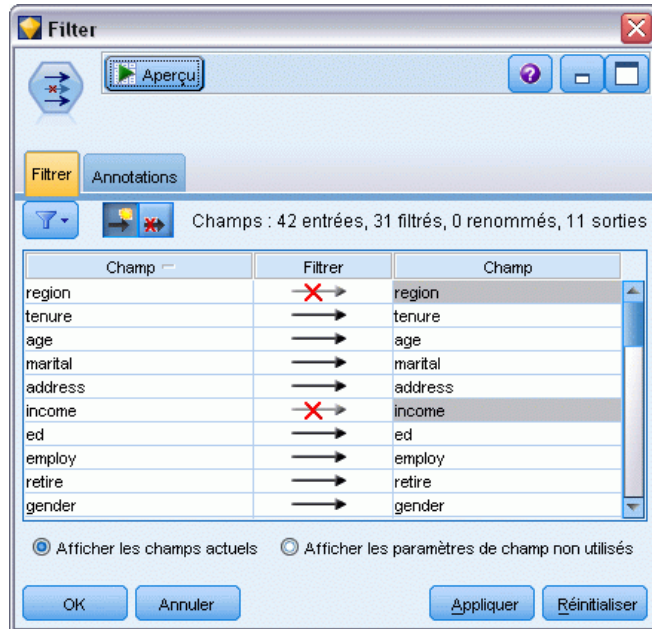 Filter
Aperçu
Filtrer Annotations
Champs : 42 entrées, 31 filtrés, 0 renommés, 11 sorties
Champ Filtrer Champ
region region
tenure tenure
age age
marital marital
address address
income income
ed ed
employ employ
retire retire
gender gender
Afficher les champs actuels Afficher les paramètres de champ non utilisés
OK Annuler Appliquer Réinitialiser